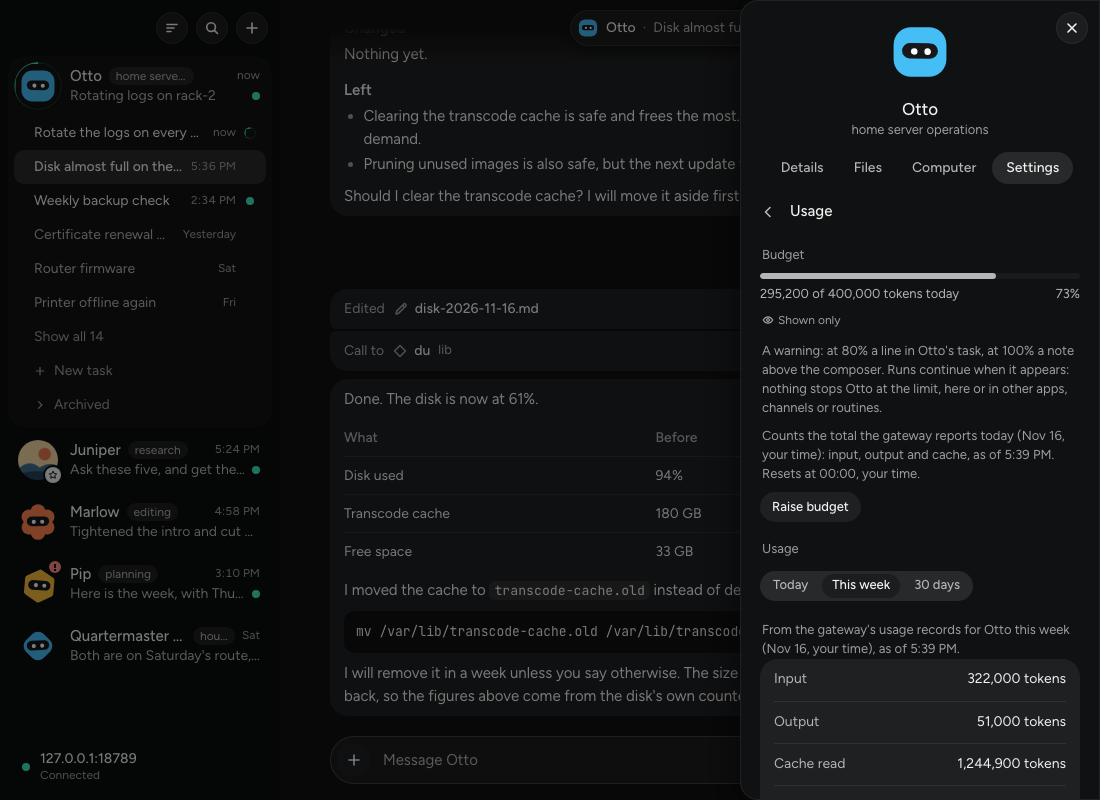 Otto home serve... now
Rotating logs on rack-2
Rotate the logs on every ... now
Disk almost full on the... 5:36 PM
Weekly backup check 2:34 PM
Certificate renewal ... Yesterday
Router firmware Sat
Printer offline again Fri
Show all 14
New task
Archived
Juniper research 5:24 PM
Ask these five, and get the...
Marlow editing 4:58 PM
Tightened the intro and cut ...
Pip planning 3:10 PM
Here is the week, with Thu...
Quartermaster ... hou... Sat
Both are on Saturday's route,...
127.0.0.1:18789
Connected
Otto · Disk almost fu
Changed
Nothing yet.
Left
Clearing the transcode cache is safe and frees the most.
demand.
Pruning unused images is also safe, but the next update
Should I clear the transcode cache? I will move it aside first
Edited disk-2026-11-16.md
Call to du lib
Done. The disk is now at 61%.
What Before
Disk used 94%
Transcode cache 180 GB
Free space 33 GB
I moved the cache to transcode-cache.old instead of de
mv /var/lib/transcode-cache.old /var/lib/transcod
I will remove it in a week unless you say otherwise. The size
back, so the figures above come from the disk's own count
Message Otto
Otto
home server operations
Details Files Computer Settings
Usage
Budget
295,200 of 400,000 tokens today 73%
Shown only
A warning: at 80% a line in Otto's task, at 100% a note
above the composer. Runs continue when it appears:
nothing stops Otto at the limit, here or in other apps,
channels or routines.
Counts the total the gateway reports today (Nov 16,
your time): input, output and cache, as of 5:39 PM.
Resets at 00:00, your time.
Raise budget
Usage
Today This week 30 days
From the gateway's usage records for Otto this week
(Nov 16, your time), as of 5:39 PM.
Input 322,000 tokens
Output 51,000 tokens
Cache read 1,244,900 tokens